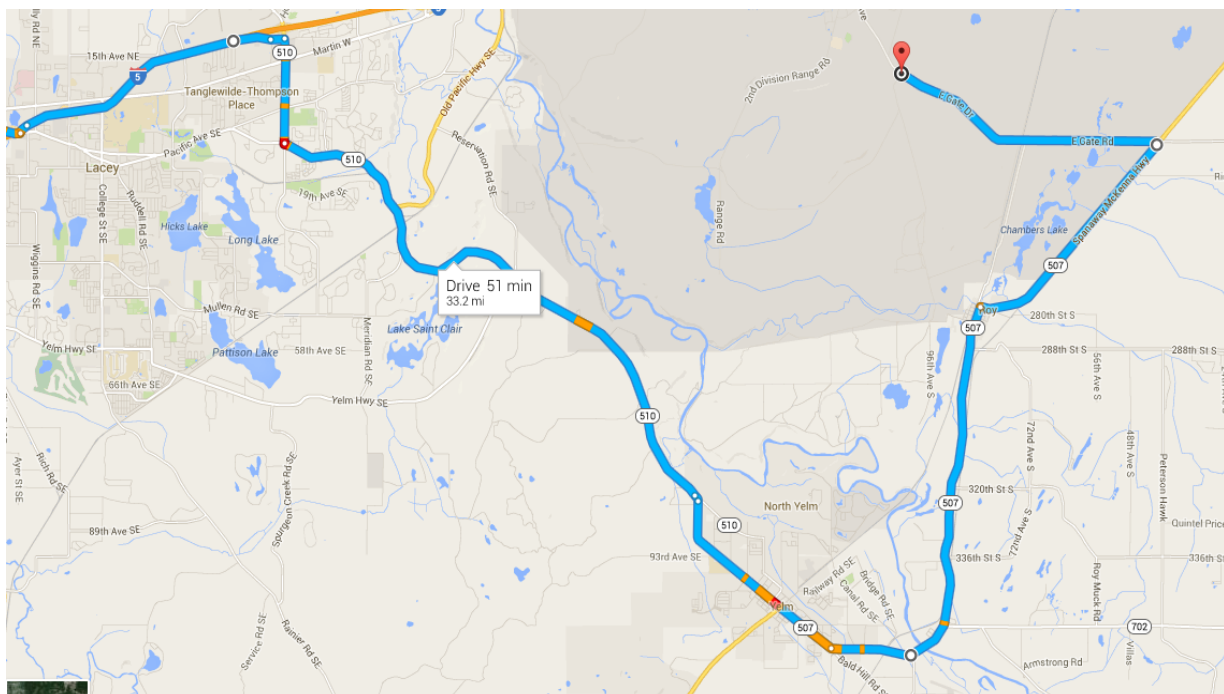 15th Ave NE
510
Martin W
5
Tanglewilde-Thompson
Place
Pacific Ave SE
Old Pacific Hwy SE
2nd Division Range Rd
E Gate Dr
E Gate Rd
Spanaway McKenna Hwy
Lacey
College St SE
Ruddell Rd SE
510
Reservation Rd SE
19th Ave SE
Hicks Lake
Long Lake
Range Rd
Chambers Lake
Wiggins Rd SE
507
Drive 51 min
33.2 mi
Mullen Rd SE
Meridian Rd SE
Lake Saint Clair
Roy
507
280th St S
Yelm Hwy SE
Pattison Lake
58th Ave SE
96th Ave S
288th St S
56th Ave S
288th St S
66th Ave SE
Yelm Hwy SE
510
72nd Ave S
48th Ave S
Peterson Hawk
Ayer St SE
Rich Rd SE
Spurgeon Creek Rd SE
320th St S
507
North Yelm
510
89th Ave SE
72nd Ave S
Quintel Price
93rd Ave SE
336th St S
336th St
Railway Rd SE
Bridge Rd SE
Canal Rd SE
Roy Muck Rd
Yelm
507
702
Service Rd SE
Rainier Rd SE
Bald Hill Rd SE
Armstrong Rd
Villas